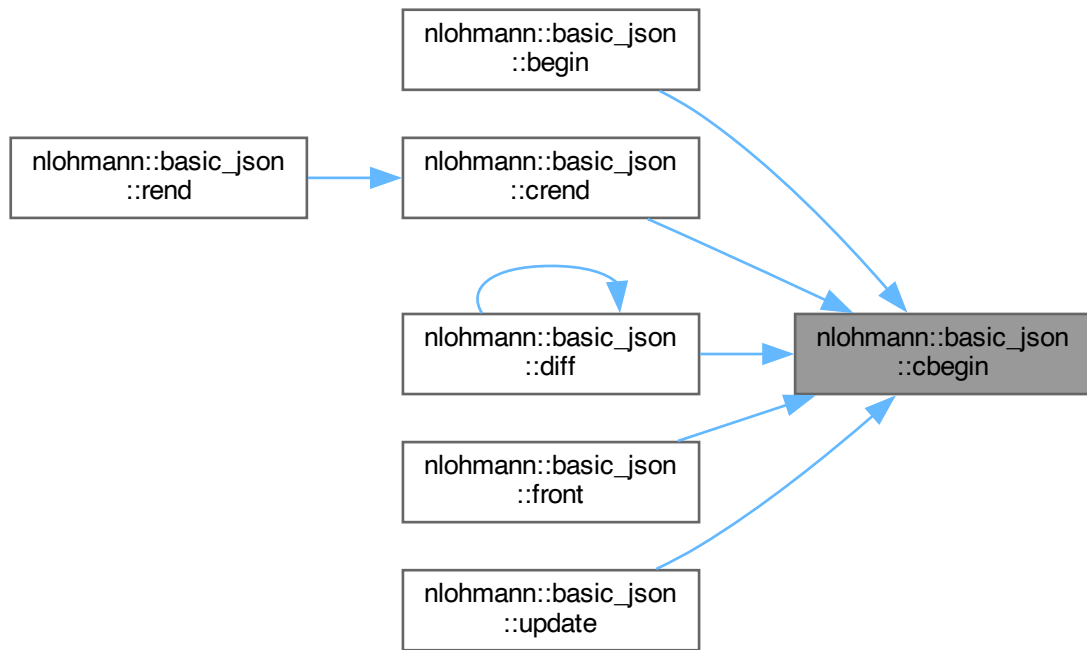 nlohmann::basic_json
::begin
nlohmann::basic_json
::rend
nlohmann::basic_json
::crend
nlohmann::basic_json
::diff
nlohmann::basic_json
::cbegin
nlohmann::basic_json
::front
nlohmann::basic_json
::update